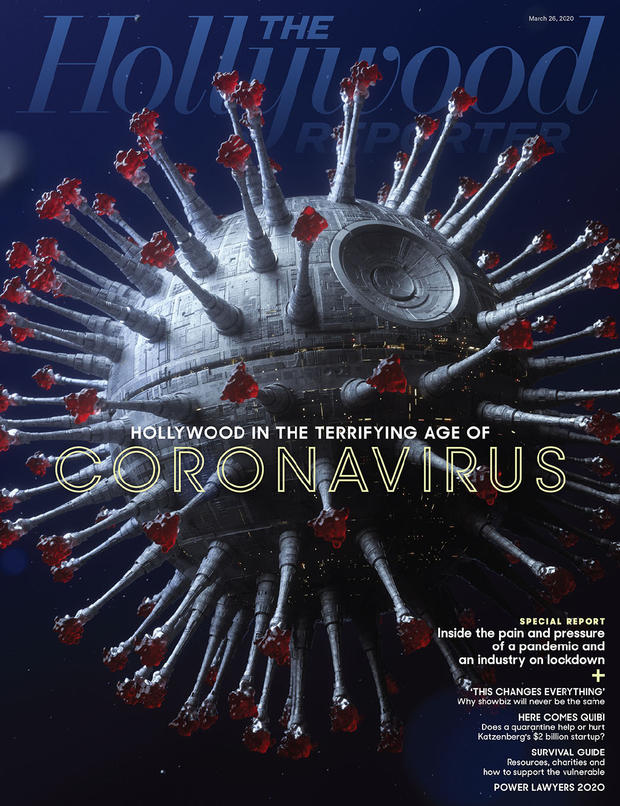 March 26, 2020
THE
Hollywood
REPORTER
HOLLYWOOD IN THE TERRIFYING AGE OF
CORONAVIRUS
SPECIAL REPORT
Inside the pain and pressure
of a pandemic and
an industry on lockdown
+
'THIS CHANGES EVERYTHING'
Why showbiz will never be the same
HERE COMES QUIBI
Does a quarantine help or hurt
Katzenberg's $2 billion startup?
SURVIVAL GUIDE
Resources, charities and
how to support the vulnerable
POWER LAWYERS 2020